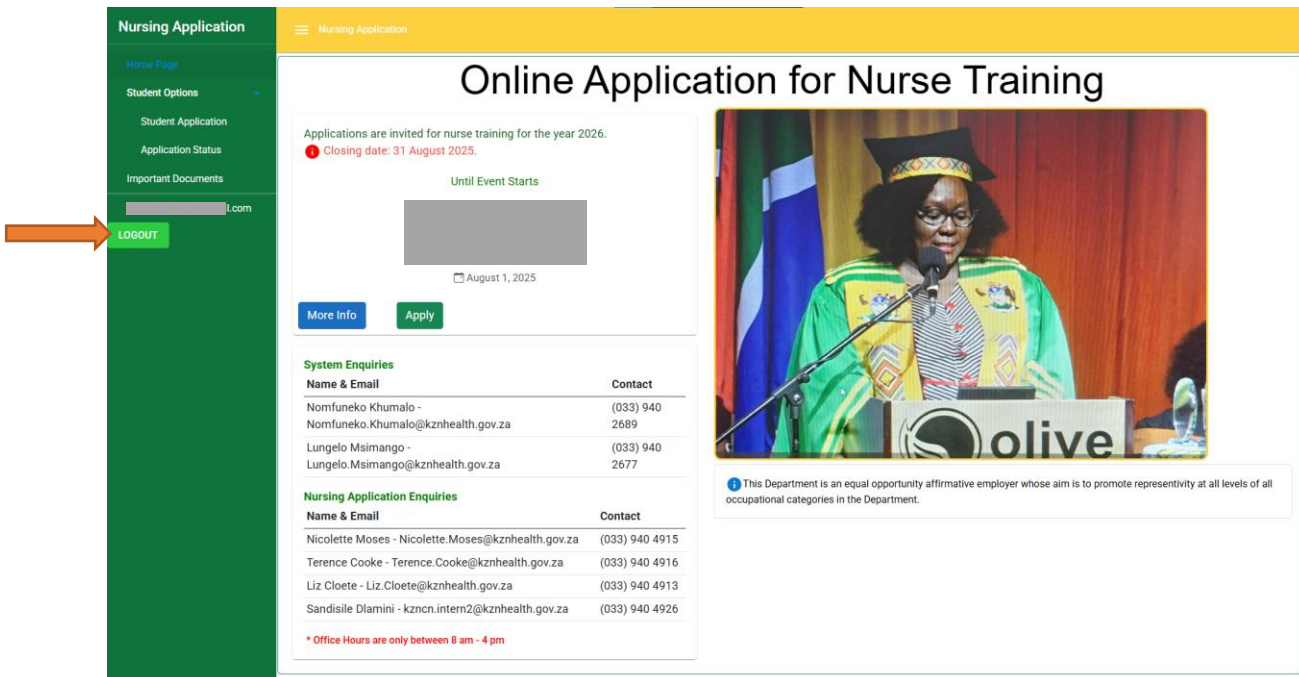 Nursing Application
Nursing Application
Home Page
Student Options
Student Application
Application Status
Important Documents
l.com
LOGOUT
Online Application for Nurse Training
Applications are invited for nurse training for the year 2026.
Closing date: 31 August 2025.
Until Event Starts
August 1, 2025
More Info Apply
System Enquiries
Name & Email Contact
Nomfuneko Khumalo - (033) 940
Nomfuneko.Khumalo@kznhealth.gov.za 2689
Lungelo Msimango - (033) 940
Lungelo.Msimango@kznhealth.gov.za 2677
Nursing Application Enquiries
Name & Email Contact
Nicolette Moses - Nicolette.Moses@kznhealth.gov.za (033) 940 4915
Terence Cooke - Terence.Cooke@kznhealth.gov.za (033) 940 4916
Liz Cloete - Liz.Cloete@kznhealth.gov.za (033) 940 4913
Sandisile Dlamini - kzncn.intern2@kznhealth.gov.za (033) 940 4926
* Office Hours are only between 8 am - 4 pm
olive
This Department is an equal opportunity affirmative employer whose aim is to promote representivity at all levels of all
occupational categories in the Department.